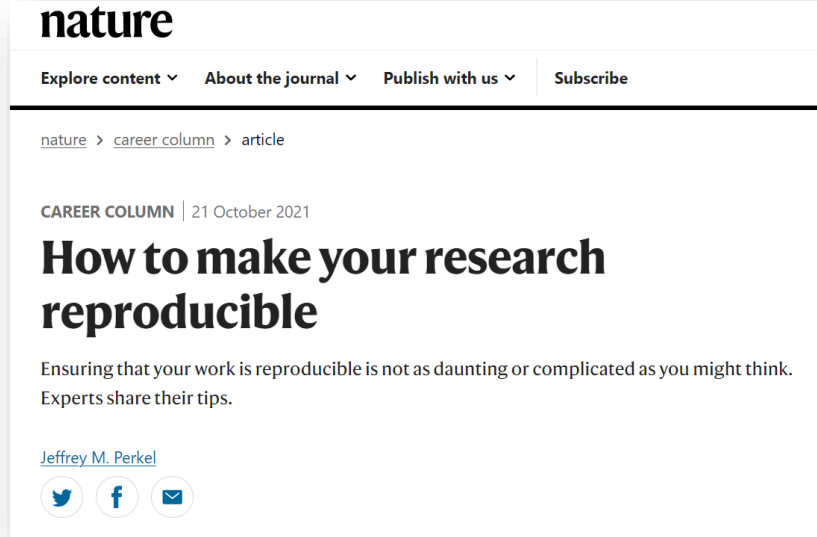 nature
Explore content About the journal Publish with us Subscribe
nature > career column > article
CAREER COLUMN | 21 October 2021
How to make your research
reproducible
Ensuring that your work is reproducible is not as daunting or complicated as you might think.
Experts share their tips.
Jeffrey M. Perkel